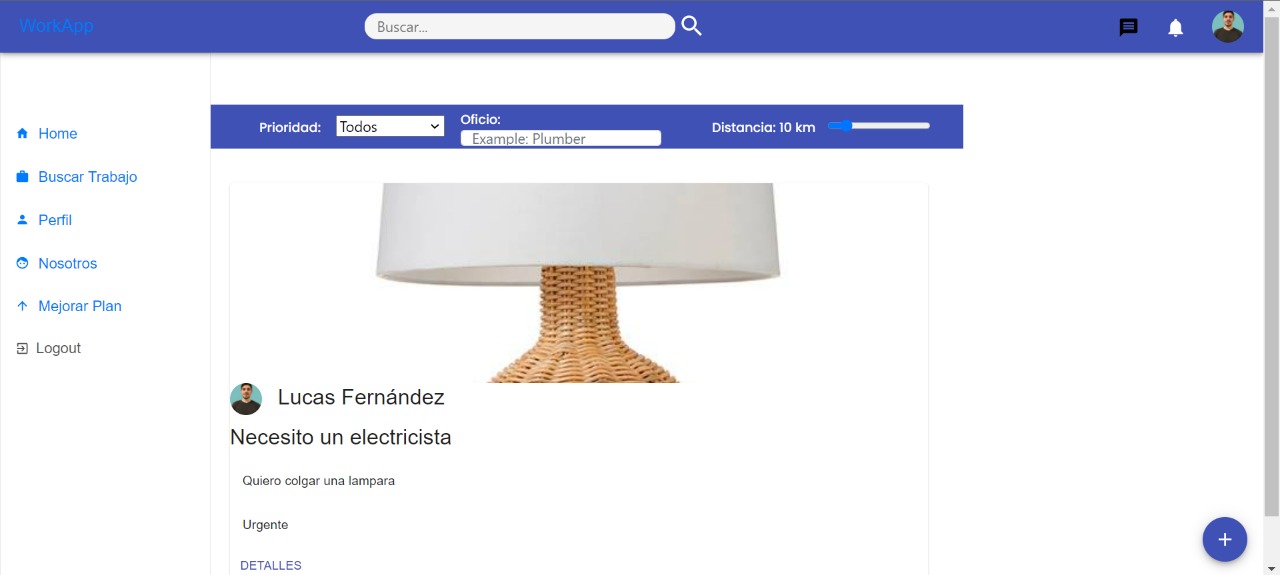 WorkApp
Buscar...
Prioridad:
Todos
Oficio:
Example: Plumber
Distancia: 10 km
Home
Buscar Trabajo
Perfil
Nosotros
Mejorar Plan
Logout
Lucas Fernández
Necesito un electricista
Quiero colgar una lampara
Urgente
DETALLES